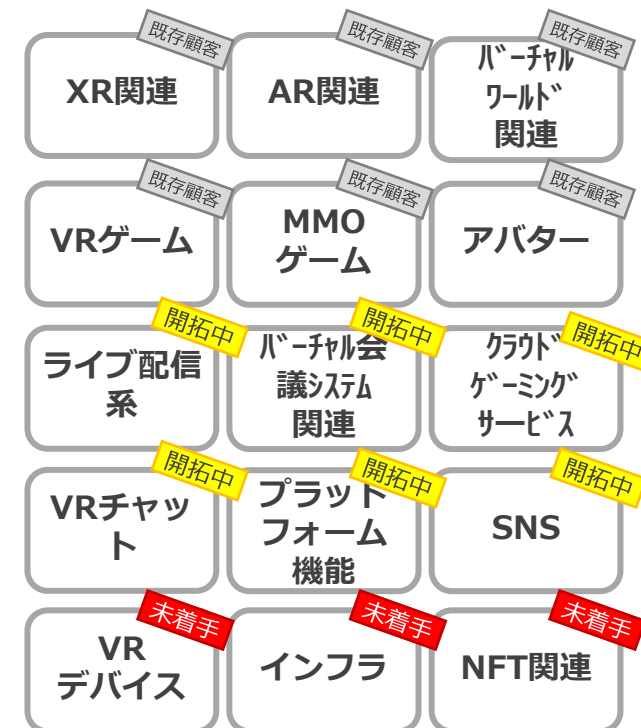 既存顧客
既存顧客
既存顧客
XR関連
AR関連
ﾊﾞｰﾁｬﾙ
ﾜｰﾙﾄﾞ
関連
既存顧客
既存顧客
既存顧客
VRゲーム
MMO
ゲーム
アバター
開拓中
開拓中
開拓中
ライブ配信
系
ﾊﾞｰﾁｬﾙ会
議ｼｽﾃﾑ
関連
ｸﾗｳﾄﾞ
ｹﾞｰﾐﾝｸﾞ
ｻｰﾋﾞｽ
開拓中
開拓中
開拓中
VRチャッ
ト
プラット
フォーム
機能
SNS
未着手
未着手
未着手
VR
デバイス
インフラ
NFT関連